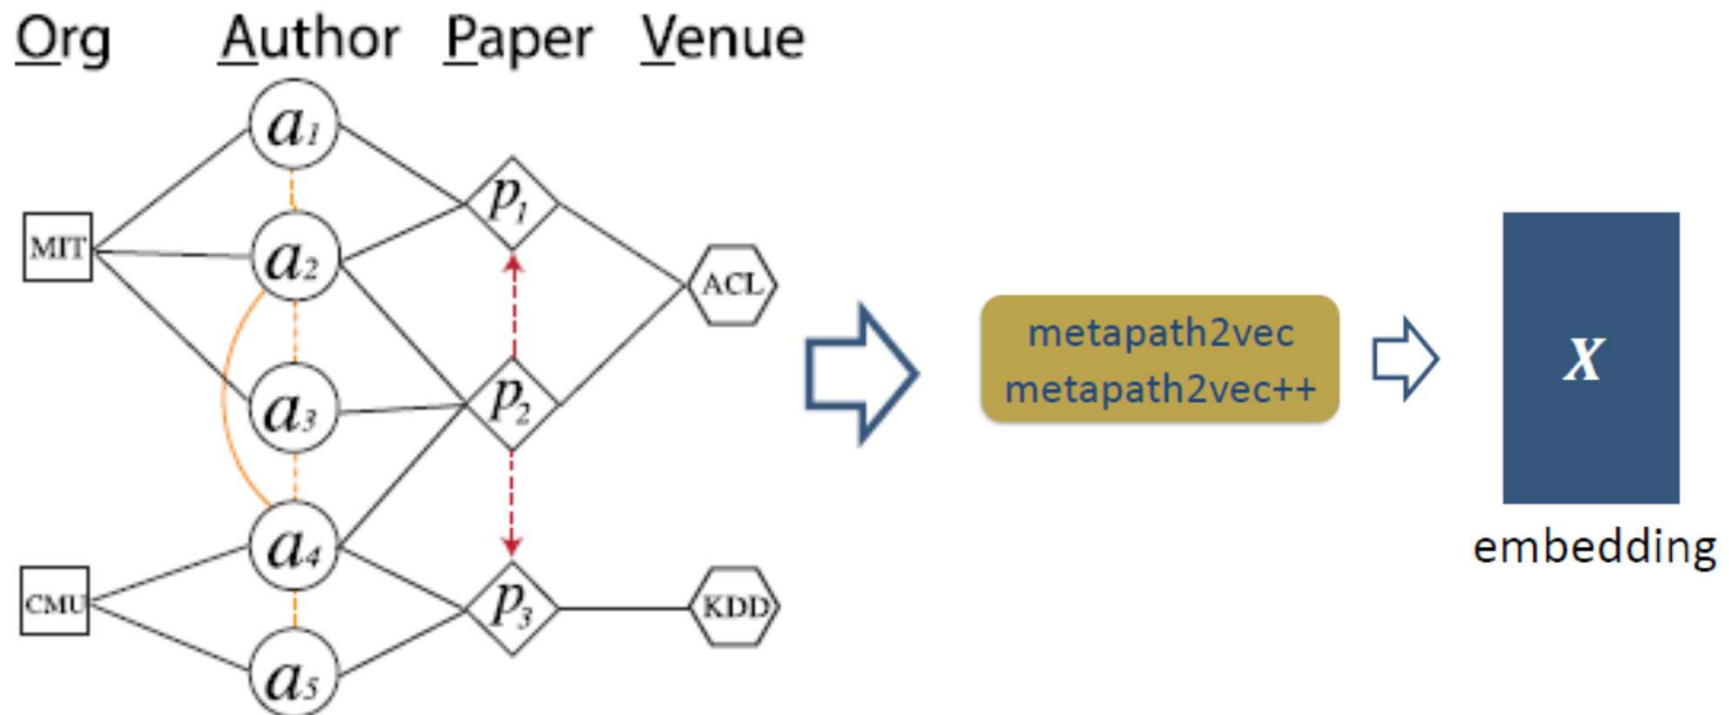 Org Author Paper Venue
a1
p1
MIT
a2
ACL
metapath2vec
metapath2vec++
X
a3
p2
embedding
a4
CMU
p3
KDD
a5